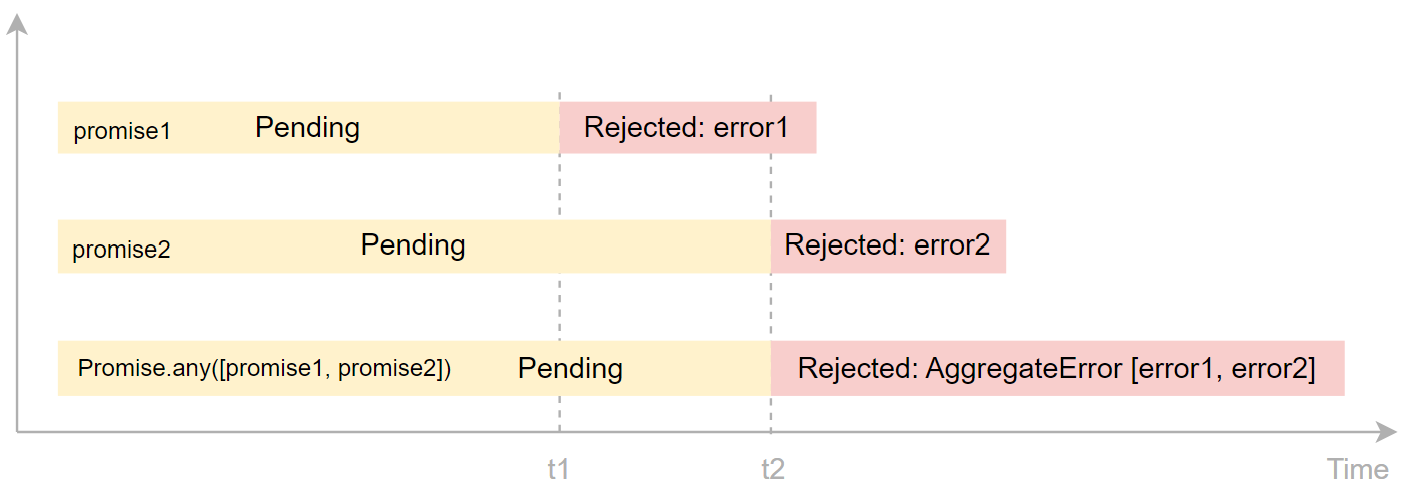 promise1 Pending Rejected: error1
promise2 Pending Rejected: error2
Promise.any([promise1, promise2]) Pending Rejected: AggregateError [error1, error2]
t1 t2 Time